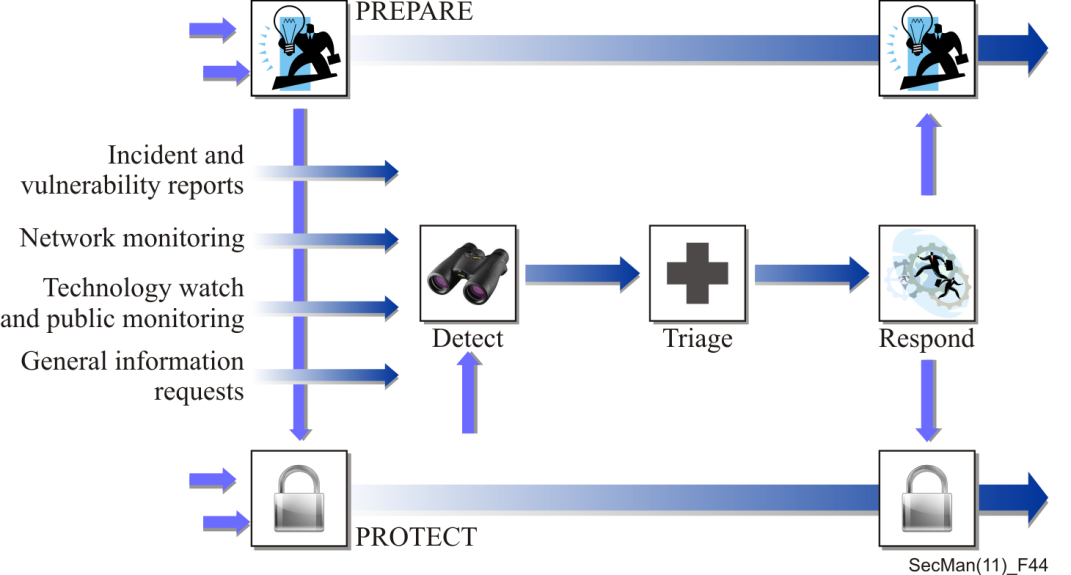 PREPARE
Incident and
vulnerability reports
Network monitoring
Technology watch
and public monitoring
General information
requests
Detect
Triage
Respond
PROTECT
SecMan(11)_F44